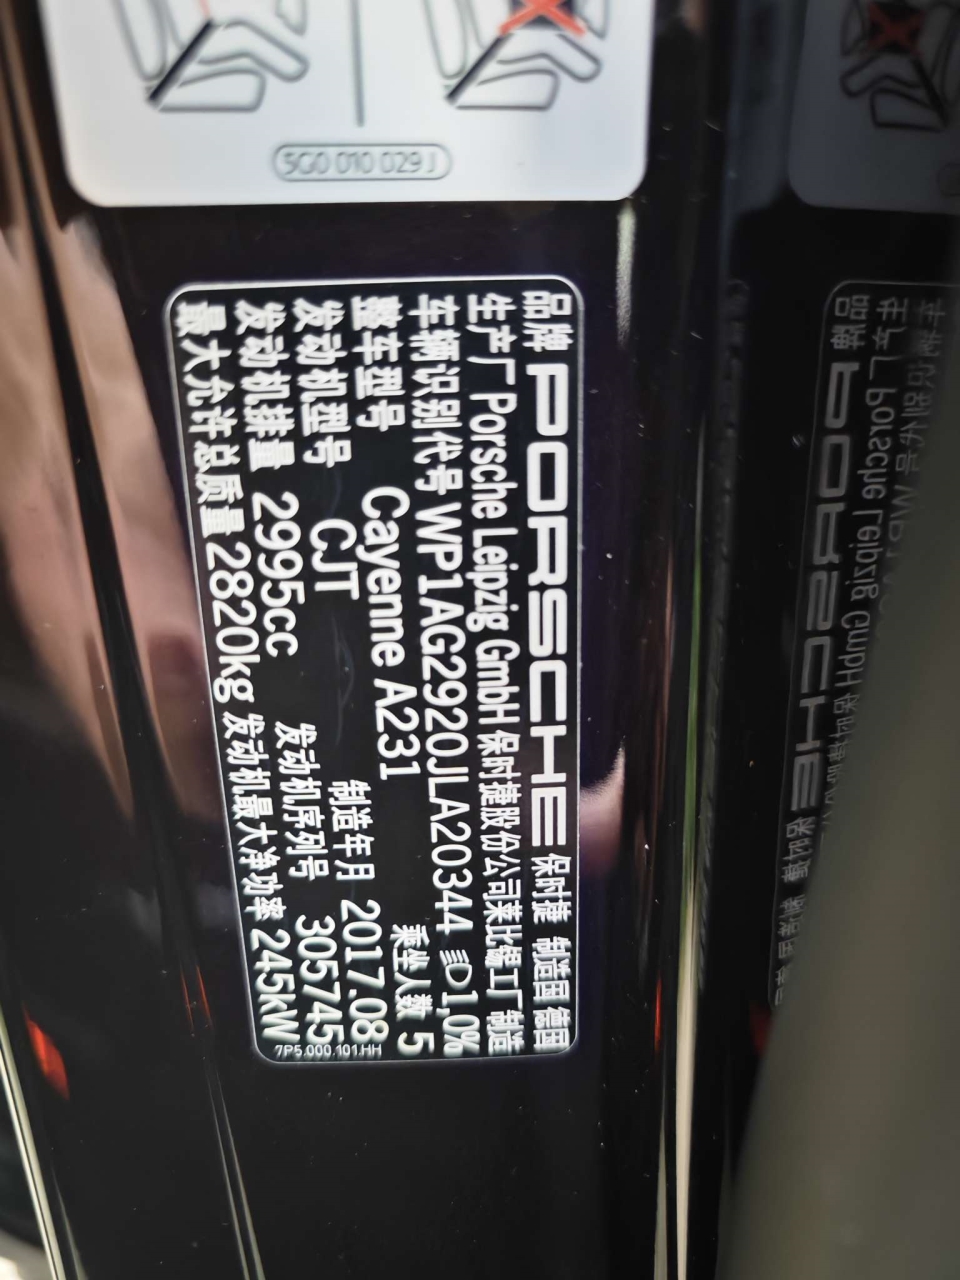 5G0 010 029 J
品牌 PORSCHE 保时捷 制造国 德国
生产厂 Porsche Leipzig GmbH 保时捷股份公司莱比锡工厂制造
车辆识别代号 WP1AG2920JLA20344 1,0%
整车型号 Cayenne A231 乘坐人数 5
发动机型号 CJT 制造年月 2017.08
发动机排量 2995cc 发动机序列号 305745
最大允许总质量 2820kg 发动机最大净功率 245kW
7P5.000.101.HH